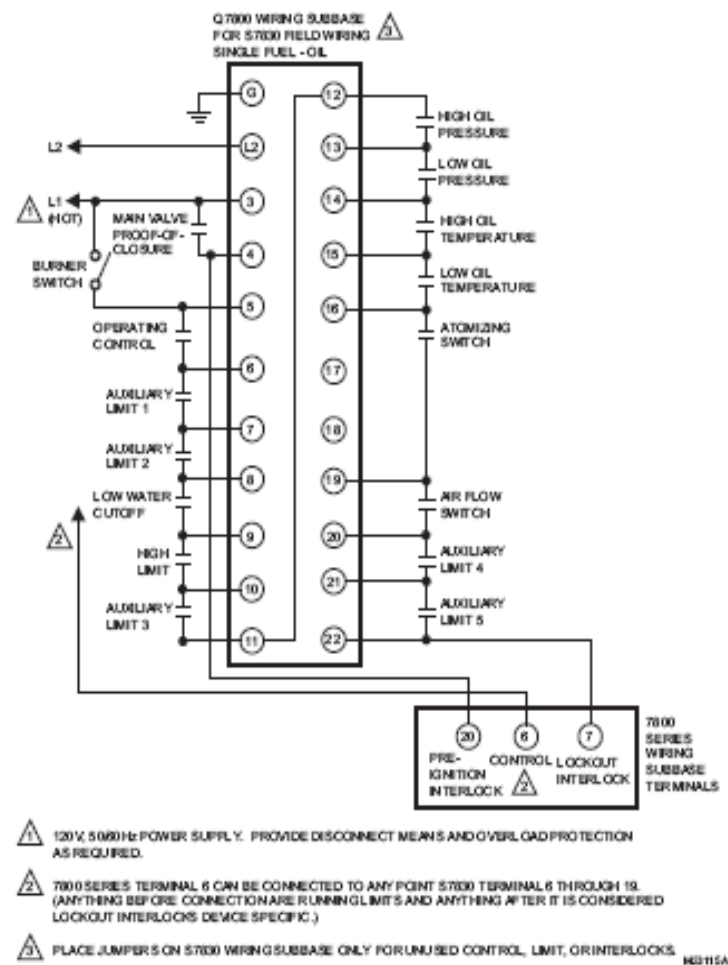 Q7800 WIRING SUBBASE
FOR S7830 FIELD WIRING
SINGLE FUEL - OIL
3
G
12
HIGH OIL
PRESSURE
L2
L2
13
LOW OIL
PRESSURE
1
L1
(HOT)
3
14
MAIN VALVE
PROOF-OF-
CLOSURE
HIGH OIL
TEMPERATURE
4
15
BURNER
SWITCH
LOW OIL
TEMPERATURE
5
16
OPERATING
CONTROL
ATOMIZING
SWITCH
6
17
AUXILIARY
LIMIT 1
7
18
AUXILIARY
LIMIT 2
8
19
LOW WATER
CUTOFF
AIR FLOW
SWITCH
2
9
20
HIGH
LIMIT
AUXILIARY
LIMIT 4
10
21
AUXILIARY
LIMIT 3
AUXILIARY
LIMIT 5
11
22
20
6
7
PRE-
IGNITION
INTERLOCK
CONTROL
2
LOCKOUT
INTERLOCK
7800
SERIES
WIRING
SUBBASE
TERMINALS
1 120V, 50/60 Hz POWER SUPPLY. PROVIDE DISCONNECT MEANS AND OVERLOAD PROTECTION
AS REQUIRED.
2 7800 SERIES TERMINAL 6 CAN BE CONNECTED TO ANY POINT S7830 TERMINAL 6 THROUGH 19.
(ANYTHING BEFORE CONNECTION ARE RUNNING LIMITS AND ANYTHING AFTER IT IS CONSIDERED
LOCKOUT INTERLOCKS DEVICE SPECIFIC.)
3 PLACE JUMPERS ON S7830 WIRING SUBBASE ONLY FOR UNUSED CONTROL, LIMIT, OR INTERLOCKS.